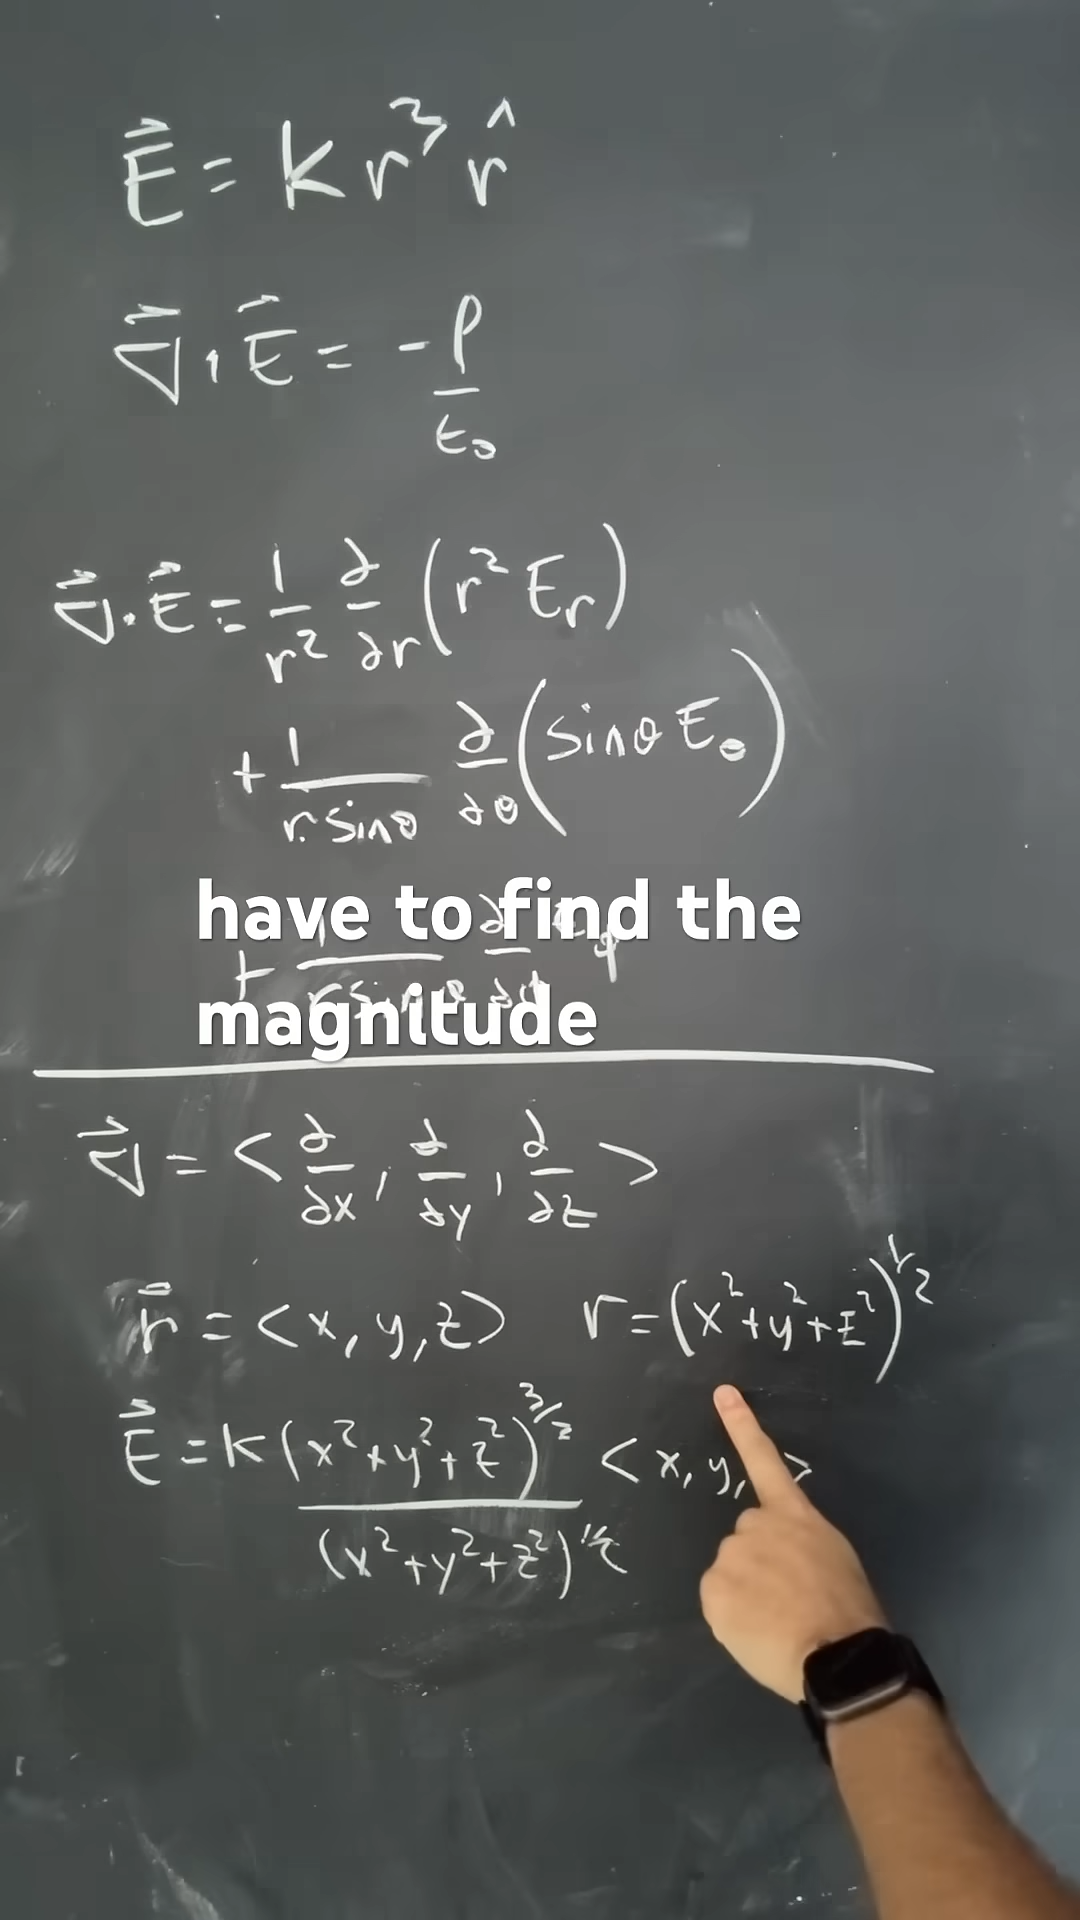 E⃗ = k r³ r̂
∇⃗ · E⃗ = -ρ/ε₀
∇⃗ · E⃗ = 1/r² ∂/∂r (r² E_r)
+ 1/(r sinθ) ∂/∂θ (sinθ E_θ)
have to find the
magnitude
∇⃗ = < ∂/∂x, ∂/∂y, ∂/∂z >
r⃗ = <x, y, z> r = (x² + y² + z²)^1/2
E⃗ = k (x² + y² + z²)^3/2 / (x² + y² + z²)^1/2 <x, y, >